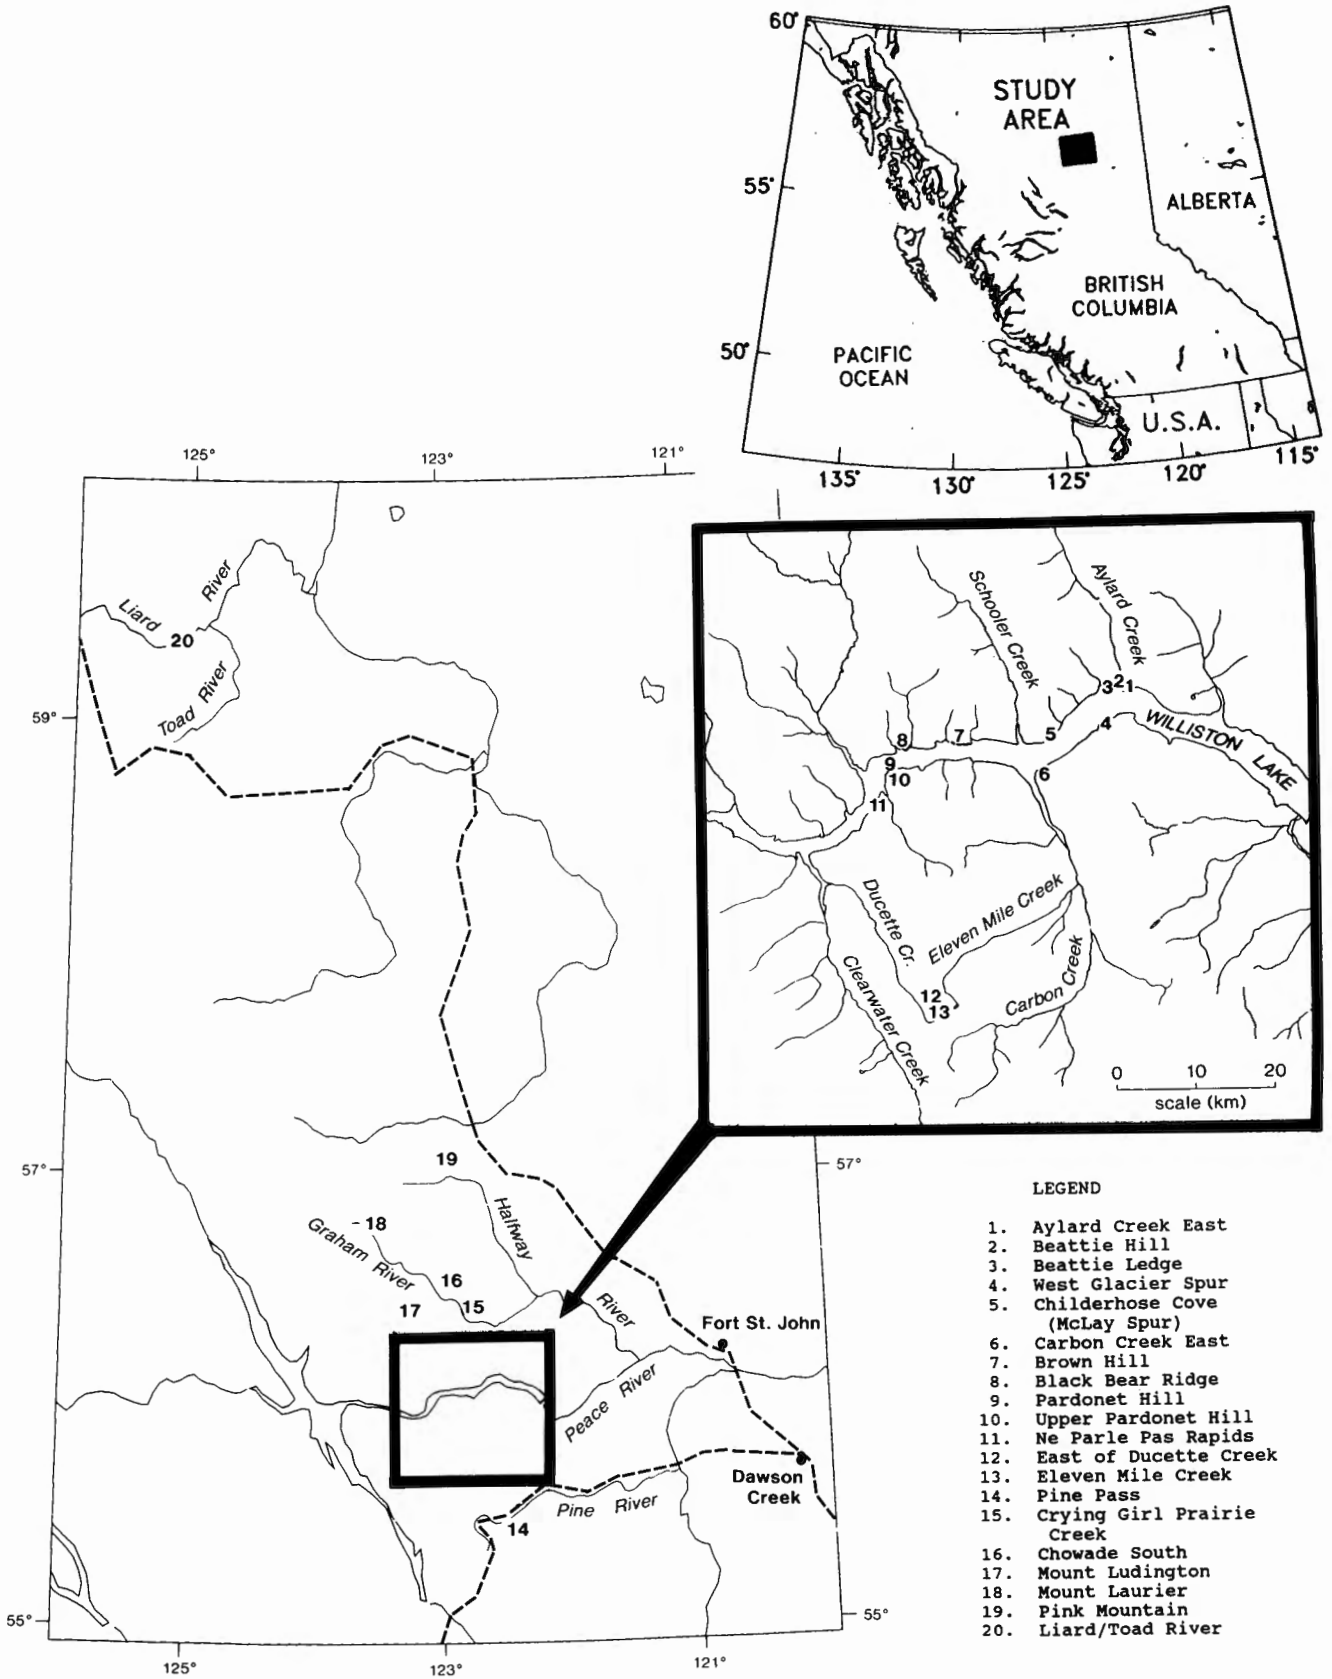 60°
STUDY
AREA
55°
ALBERTA
BRITISH
COLUMBIA
50°
PACIFIC
OCEAN
U.S.A.
135°
130°
125°
120°
115°
125°
123°
121°
Liard
River
20
Toad River
59°
Schooler Creek
Aylard Creek
3
2
1
4
WILLISTON
LAKE
5
6
7
8
9
10
11
Ducette Cr.
Eleven Mile Creek
Clearwater Creek
Carbon Creek
12
13
0
10
20
scale (km)
57°
57°
19
Halfway
River
18
Graham River
16
15
17
Fort St. John
Peace River
Dawson
Creek
Pine River
14
55°
55°
125°
123°
121°
LEGEND
1. Aylard Creek East
2. Beattie Hill
3. Beattie Ledge
4. West Glacier Spur
5. Childerhose Cove
(McLay Spur)
6. Carbon Creek East
7. Brown Hill
8. Black Bear Ridge
9. Pardonet Hill
10. Upper Pardonet Hill
11. Ne Parle Pas Rapids
12. East of Ducette Creek
13. Eleven Mile Creek
14. Pine Pass
15. Crying Girl Prairie
Creek
16. Chowade South
17. Mount Ludington
18. Mount Laurier
19. Pink Mountain
20. Liard/Toad River